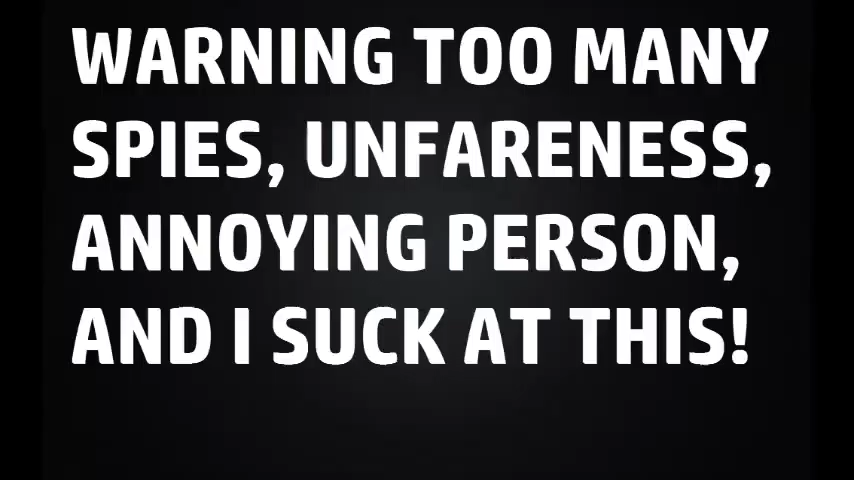 WARNING TOO MANY
SPIES, UNFARENESS,
ANNOYING PERSON,
AND I SUCK AT THIS!